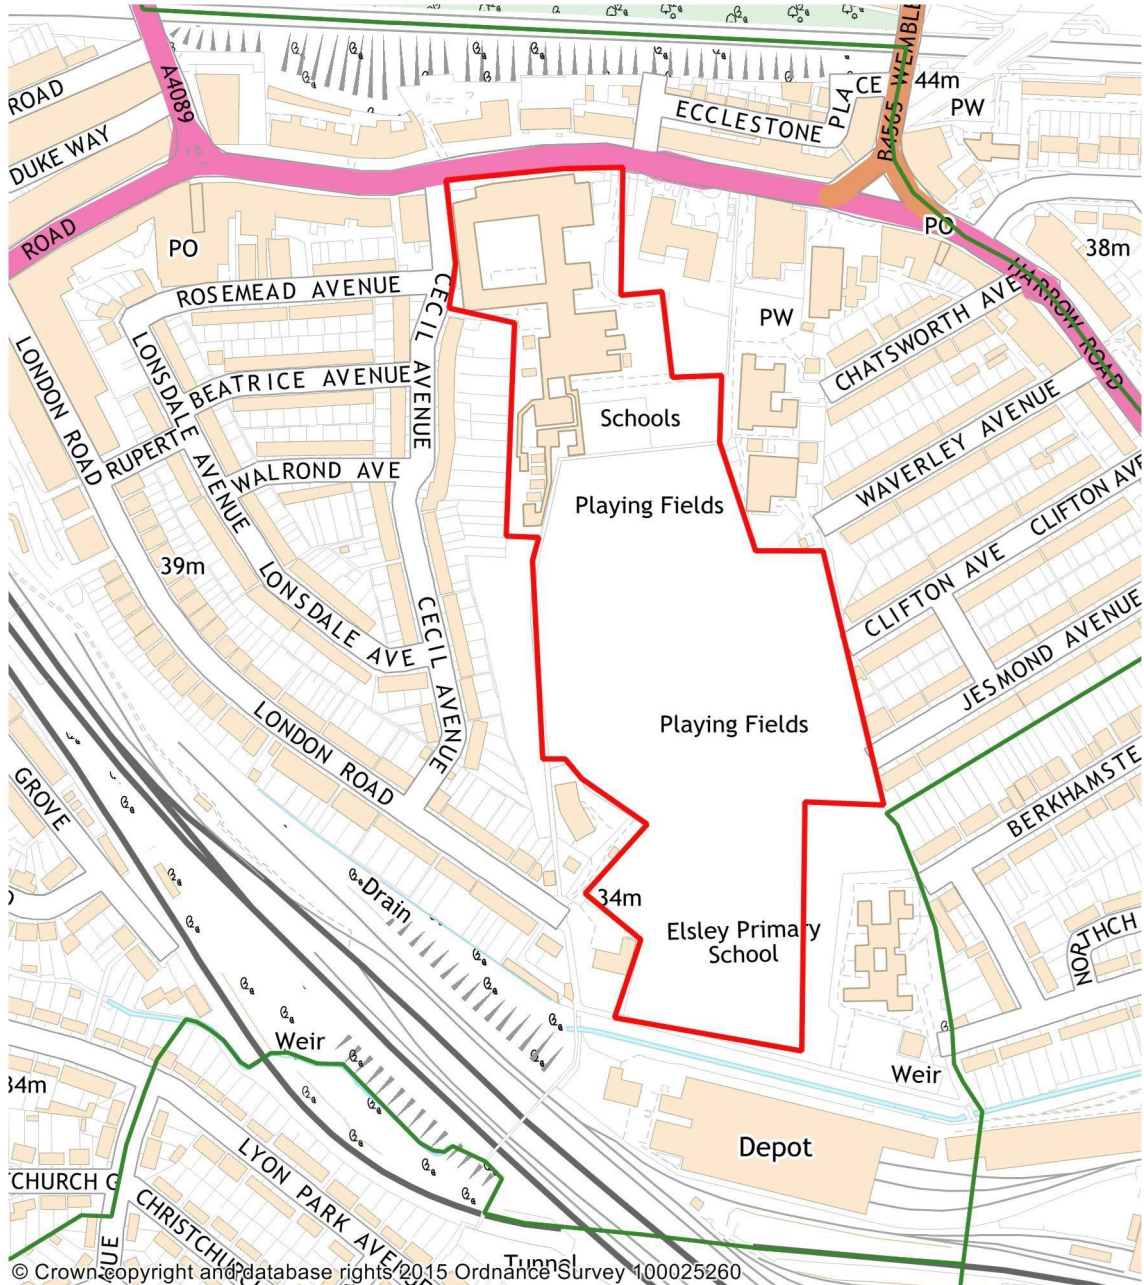 A4089
B4565 WEMBLE
44m
PW
PLACE
ECCLESTONE
ROAD
DUKE WAY
ROAD
PO
PO
38m
HARROW ROAD
ROSEMEAD AVENUE
CECIL AVENUE
LONDON ROAD
LONSDALE AVENUE
BEATRICE AVENUE
RUPERT
WALROND AVE
PW
CHATSWORTH AVE
Schools
WAVERLEY AVENUE
Playing Fields
CLIFTON AVE
CLIFTON AVE
39m
LONSDALE AVE
CECIL AVENUE
JESMOND AVENUE
Playing Fields
LONDON ROAD
GROVE
BERKHAMSTE
Drain
34m
Elsley Primary
School
NORTHCH
Weir
Weir
34m
Depot
LYON PARK AVE
TCHURCH G
CHRISTCHU
UE
Tunnel
© Crown copyright and database rights 2015 Ordnance Survey 100025260